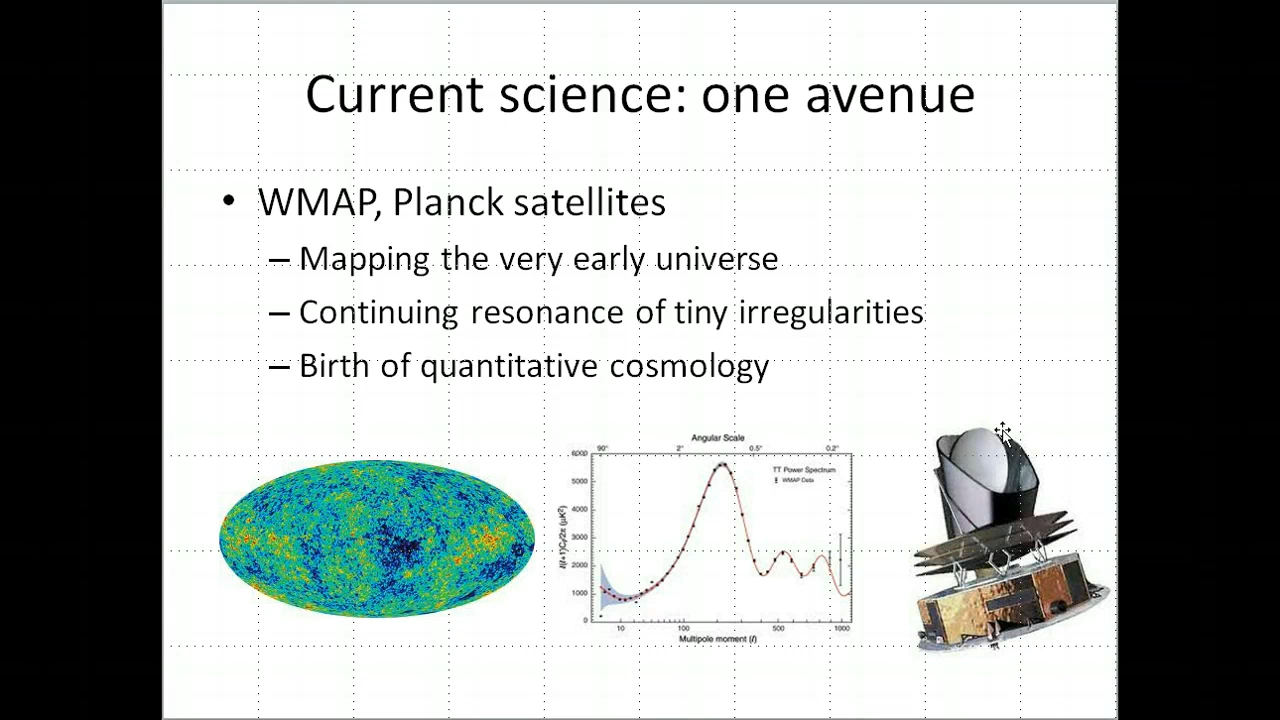 Current science: one avenue
• WMAP, Planck satellites
– Mapping the very early universe
– Continuing resonance of tiny irregularities
– Birth of quantitative cosmology
Angular Scale
90° 2° 0.5° 0.2°
TT Power Spectrum
WMAP Data
6000
5000
4000
3000
2000
1000
0
l(l+1)Cl/2π (μK²)
10 100 500 1000
Multipole moment (l)